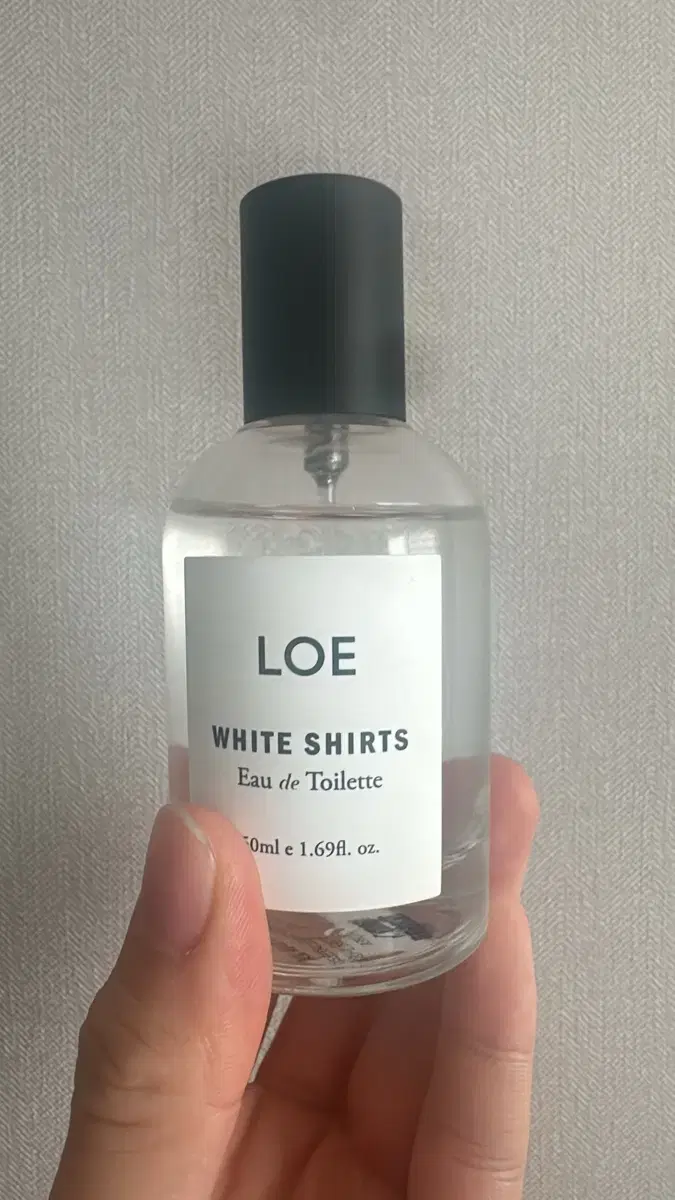 LOE
WHITE SHIRTS
Eau de Toilette
50ml e 1.69fl. oz.